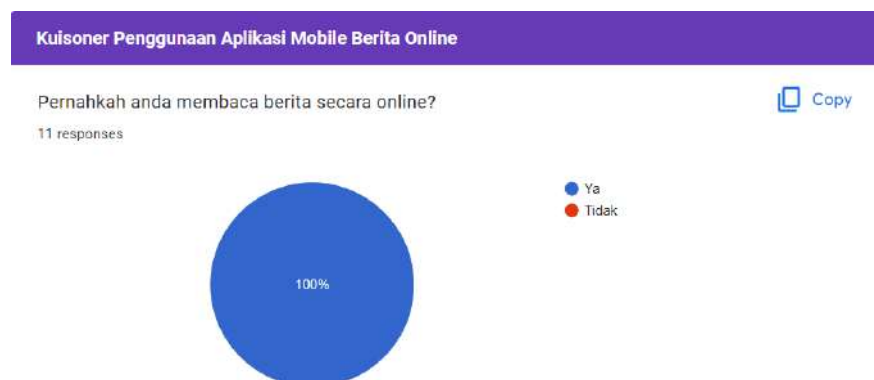 Kuisoner Penggunaan Aplikasi Mobile Berita Online
Pernahkah anda membaca berita secara online?
Copy
11 responses
Ya
Tidak
100%